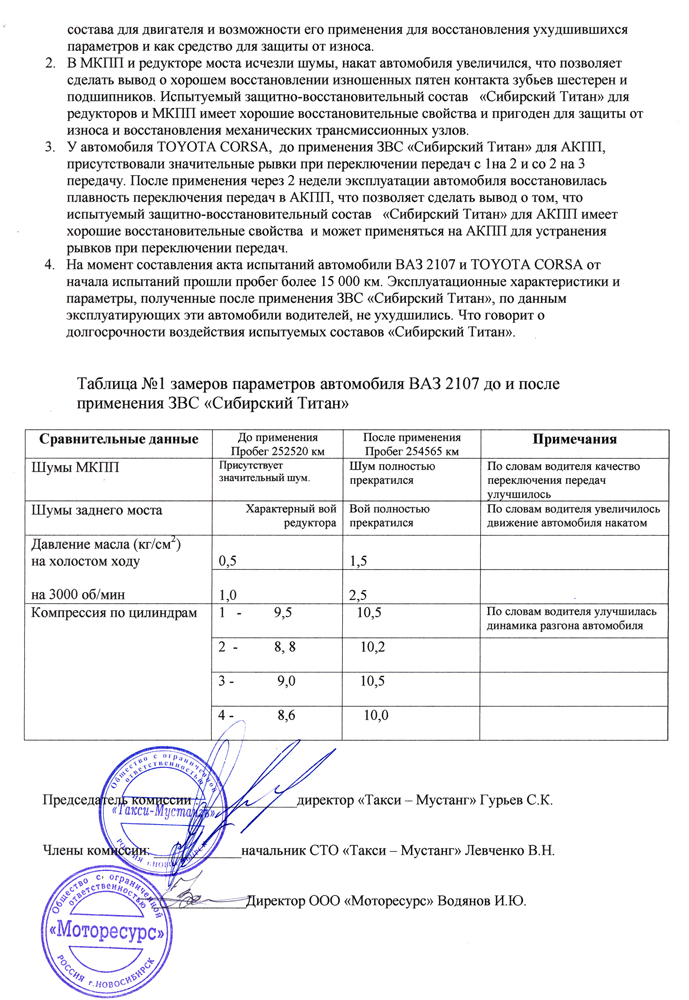 состава для двигателя и возможности его применения для восстановления ухудшившихся
параметров и как средство для защиты от износа.
2. В МКПП и редукторе моста исчезли шумы, накат автомобиля увеличился, что позволяет
сделать вывод о хорошем восстановлении изношенных пятен контакта зубьев шестерен и
подшипников. Испытуемый защитно-восстановительный состав «Сибирский Титан» для
редукторов и МКПП имеет хорошие восстановительные свойства и пригоден для защиты от
износа и восстановления механических трансмиссионных узлов.
3. У автомобиля TOYOTA CORSA, до применения ЗВС «Сибирский Титан» для АКПП,
присутствовали значительные рывки при переключении передач с 1на 2 и со 2 на 3
передачу. После применения через 2 недели эксплуатации автомобиля восстановилась
плавность переключения передач в АКПП, что позволяет сделать вывод о том, что
испытуемый защитно-восстановительный состав «Сибирский Титан» для АКПП имеет
хорошие восстановительные свойства и может применяться на АКПП для устранения
рывков при переключении передач.
4. На момент составления акта испытаний автомобили ВАЗ 2107 и TOYOTA CORSA от
начала испытаний прошли пробег более 15 000 км. Эксплуатационные характеристики и
параметры, полученные после применения ЗВС «Сибирский Титан», по данным
эксплуатирующих эти автомобили водителей, не ухудшились. Что говорит о
долгосрочности воздействия испытуемых составов «Сибирский Титан».
Таблица №1 замеров параметров автомобиля ВАЗ 2107 до и после
применения ЗВС «Сибирский Титан»
Сравнительные данные
До применения
Пробег 252520 км
После применения
Пробег 254565 км
Примечания
Шумы МКПП
Присутствует
значительный шум.
Шум полностью
прекратился
По словам водителя качество
переключения передач
улучшилось
Шумы заднего моста
Характерный вой
редуктора
Вой полностью
прекратился
По словам водителя увеличилось
движение автомобиля накатом
Давление масла (кг/см2)
на холостом ходу
0,5
1,5
на 3000 об/мин
1,0
2,5
Компрессия по цилиндрам
1 - 9,5
10,5
По словам водителя улучшилась
динамика разгона автомобиля
2 - 8, 8
10,2
3 - 9,0
10,5
4 - 8,6
10,0
Председатель комиссии ______________директор «Такси – Мустанг» Гурьев С.К.
Общество с ограниченной
ответственностью
«Такси-Мустангъ»
РОССИЯ г.НОВОСИБИРСК
Члены комиссии: ____________начальник СТО «Такси – Мустанг» Левченко В.Н.
____________Директор ООО «Моторесурс» Водянов И.Ю.
Общество с ограниченной
ответственностью
«Моторесурс»
РОССИЯ г.НОВОСИБИРСК